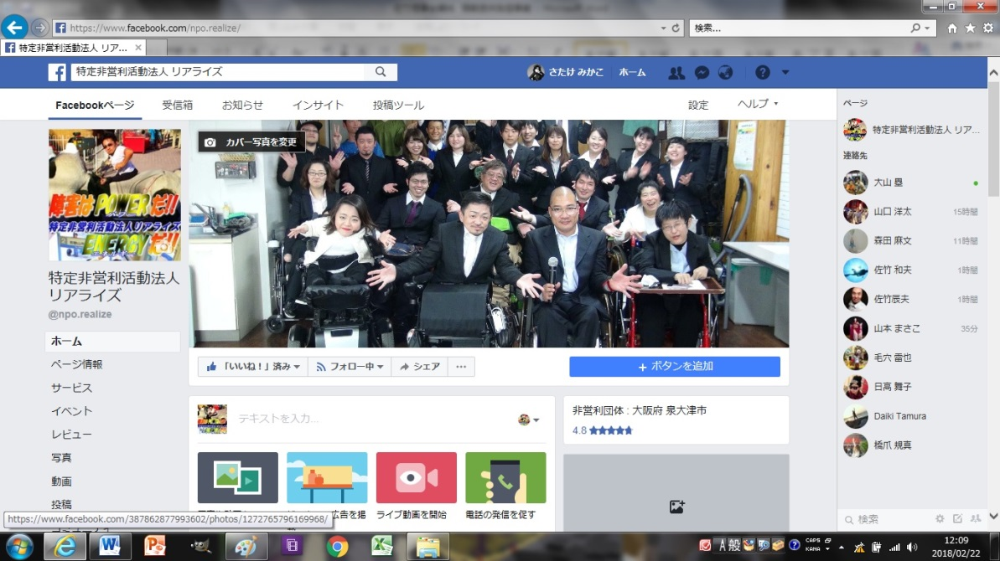 https://www.facebook.com/npo.realize/
検索...
特定非営利活動法人 リア...
特定非営利活動法人 リアライズ
さたけ みかこ
ホーム
Facebookページ
受信箱
お知らせ
インサイト
投稿ツール
設定
ヘルプ
カバー写真を変更
障害はPOWERだ!!
特定非営利活動法人リアライズ
ENERGYだ!!
特定非営利活動法人
リアライズ
@npo.realize
ホーム
ページ情報
サービス
イベント
レビュー
写真
動画
投稿
「いいね！」済み
フォロー中
シェア
+ ボタンを追加
テキストを入力...
ライブ動画を開始
電話の発信を促す
非営利団体 : 大阪府 泉大津市
4.8
ページ
特定非営利活動法人 リア...
連絡先
大山 塁
山口 洋太 15時間
森田 麻文 11時間
佐竹 和夫 1時間
佐竹辰夫 1時間
山本 まさこ 35分
毛穴 雷也
日高 舞子
Daiki Tamura
橋爪 規真
検索
https://www.facebook.com/387862877993602/photos/1272765796169968/
A 般
CAPS
KANA
12:09
2018/02/22